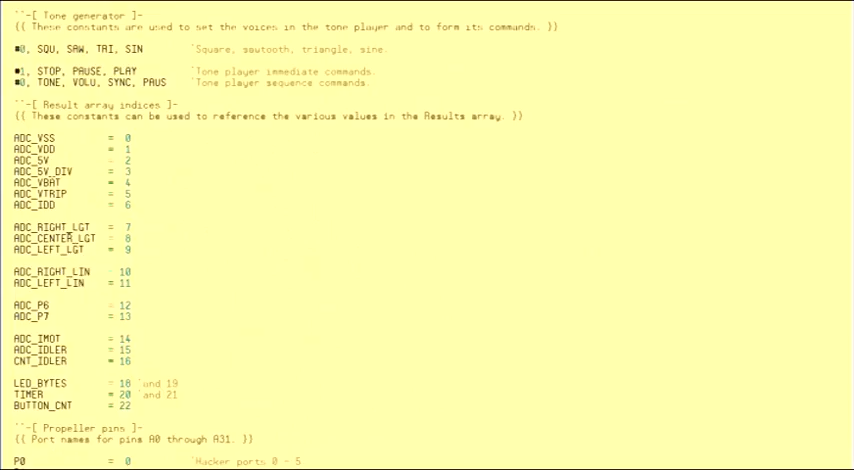 ''-[ Tone generator ]-
{{ These constants are used to set the voices in the tone player and to form its commands. }}
#0, SQU, SAW, TRI, SIN 'Square, sawtooth, triangle, sine.
#1, STOP, PAUSE, PLAY 'Tone player immediate commands.
#0, TONE, VOLU, SYNC, PAUS 'Tone player sequence commands.
''-[ Result array indices ]-
{{ These constants can be used to reference the various values in the Results array. }}
ADC_VSS = 0
ADC_VDD = 1
ADC_5V = 2
ADC_5V_DIV = 3
ADC_VBAT = 4
ADC_VTRIP = 5
ADC_IDD = 6
ADC_RIGHT_LGT = 7
ADC_CENTER_LGT = 8
ADC_LEFT_LGT = 9
ADC_RIGHT_LIN = 10
ADC_LEFT_LIN = 11
ADC_P6 = 12
ADC_P7 = 13
ADC_IMOT = 14
ADC_IDLER = 15
CNT_IDLER = 16
LED_BYTES = 18 'and 19
TIMER = 20 'and 21
BUTTON_CNT = 22
''-[ Propeller pins ]-
{{ Port names for pins A0 through A31. }}
P0 = 0 'Hacker ports 0 - 5